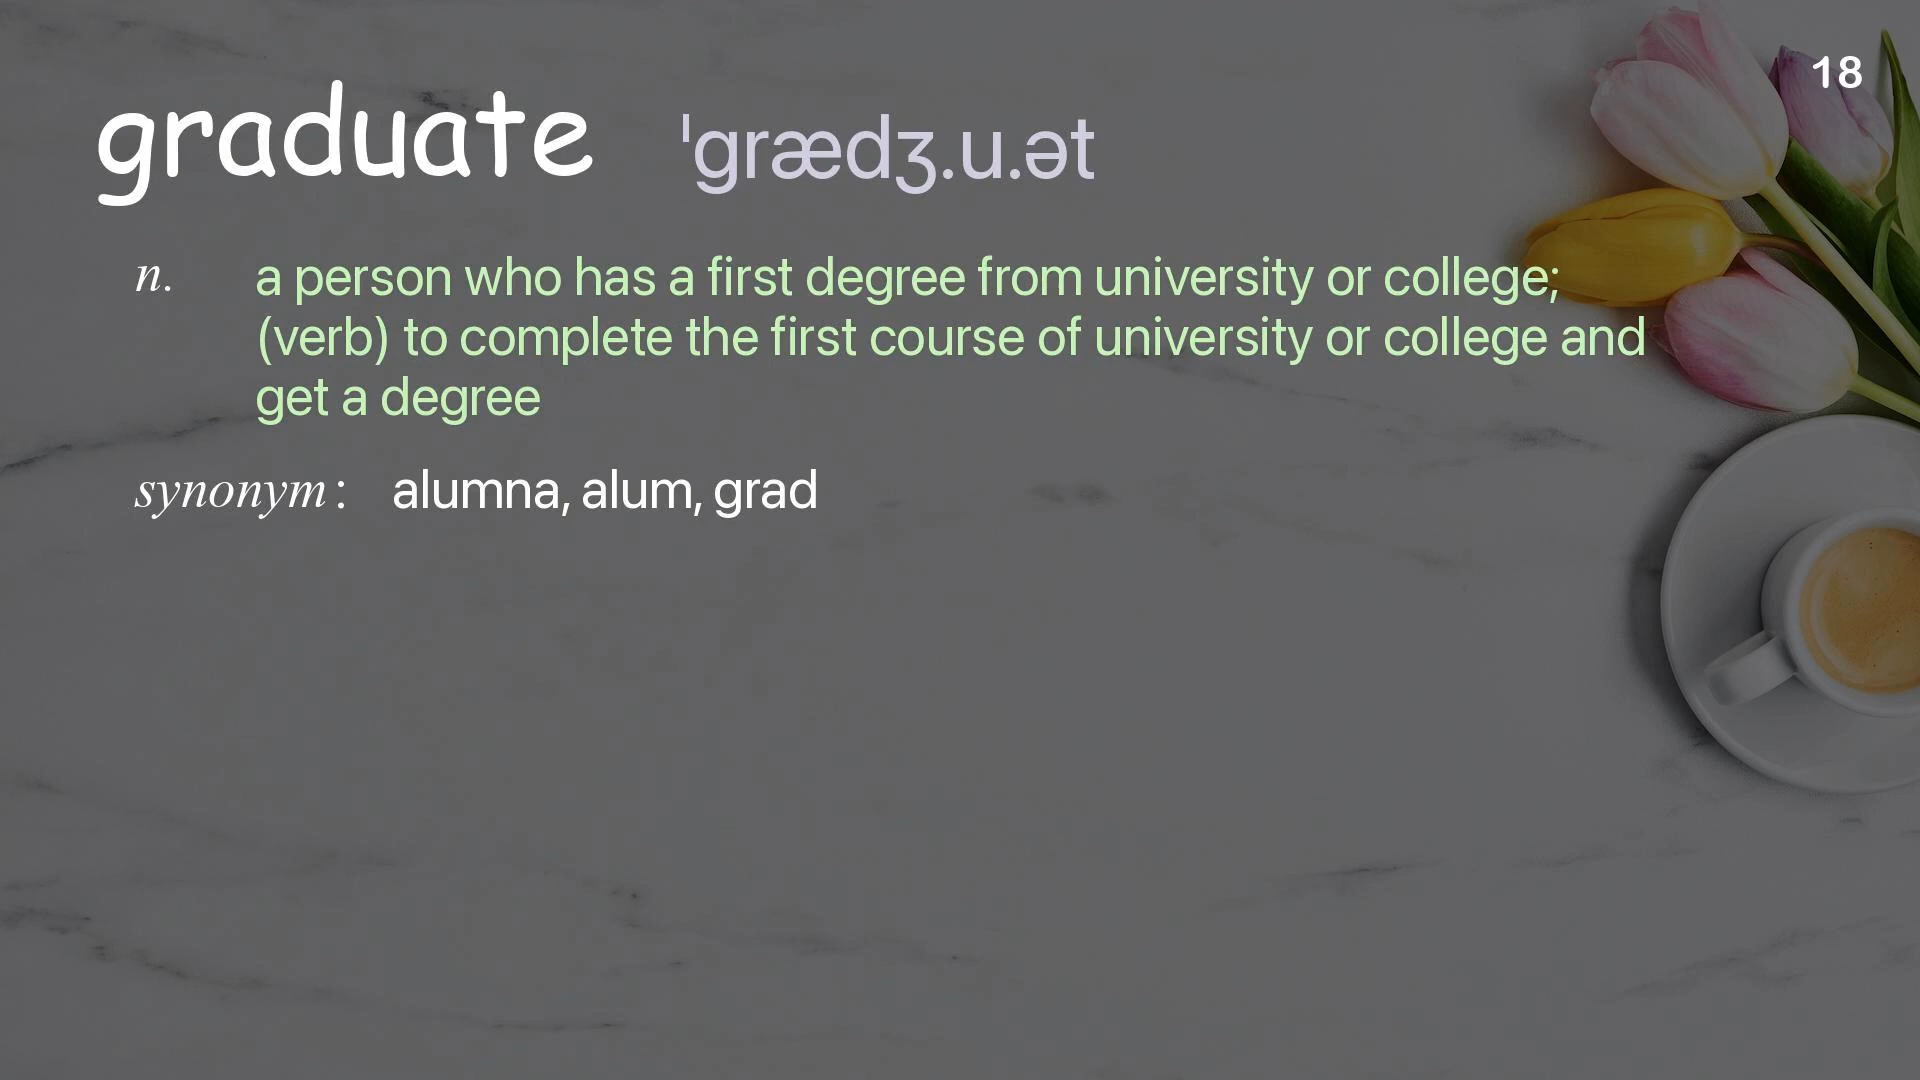 18
graduate ˈɡrædʒ.u.ət
n. a person who has a first degree from university or college;
(verb) to complete the first course of university or college and
get a degree
synonym: alumna, alum, grad